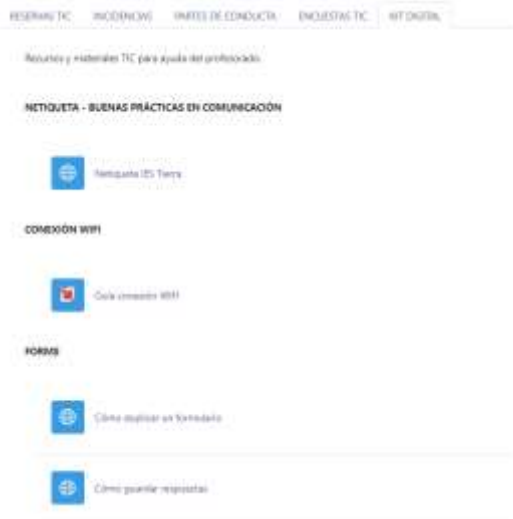 RESERVAS TIC INCIDENCIAS PARTES DE CONDUCTA ENCUESTAS TIC KIT DIGITAL
Recursos y materiales TIC para ayuda del profesorado.
NETIQUETA - BUENAS PRÁCTICAS EN COMUNICACIÓN
Netiqueta IES Tierra
CONEXIÓN WIFI
Guía conexión WIFI
FORMS
Cómo duplicar un formulario
Cómo guardar respuestas